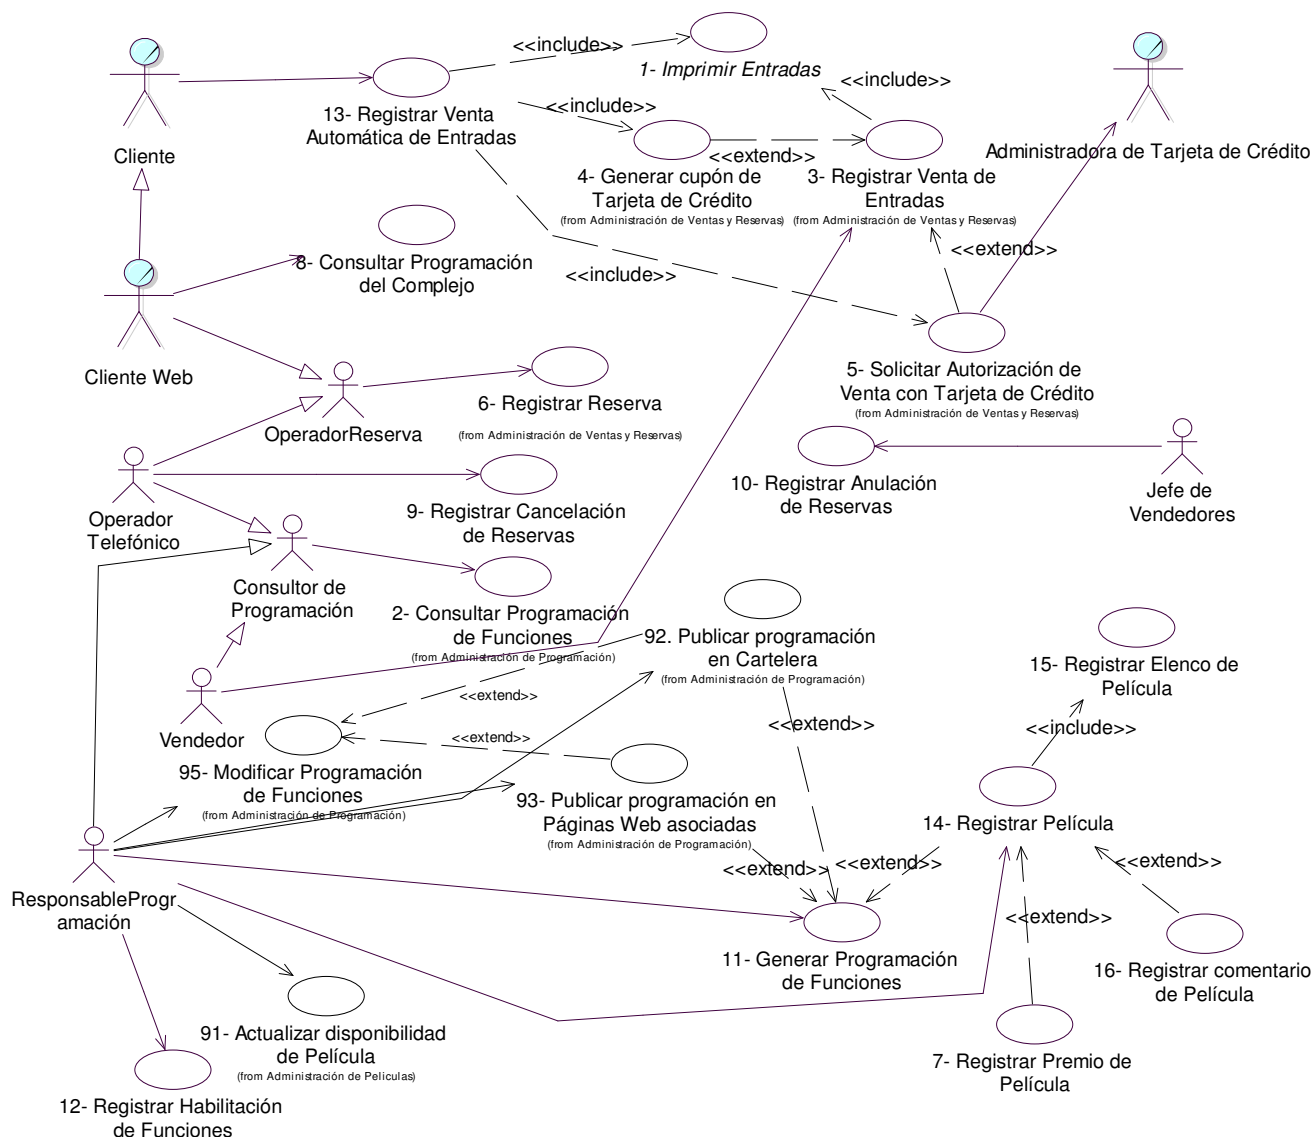 <<include>>
1- Imprimir Entradas
<<include>>
13- Registrar Venta
Automática de Entradas
<<include>>
Cliente
<<extend>>
Administradora de Tarjeta de Crédito
4- Generar cupón de
Tarjeta de Crédito
(from Administración de Ventas y Reservas)
3- Registrar Venta de
Entradas
(from Administración de Ventas y Reservas)
<<extend>>
8- Consultar Programación
del Complejo
<<include>>
Cliente Web
5- Solicitar Autorización de
Venta con Tarjeta de Crédito
(from Administración de Ventas y Reservas)
6- Registrar Reserva
(from Administración de Ventas y Reservas)
OperadorReserva
10- Registrar Anulación
de Reservas
Jefe de
Vendedores
9- Registrar Cancelación
de Reservas
Operador
Telefónico
Consultor de
Programación
2- Consultar Programación
de Funciones
(from Administración de Programación)
92. Publicar programación
en Cartelera
(from Administración de Programación)
15- Registrar Elenco de
Película
<<extend>>
<<extend>>
<<include>>
Vendedor
<<extend>>
95- Modificar Programación
de Funciones
(from Administración de Programación)
93- Publicar programación en
Páginas Web asociadas
(from Administración de Programación)
14- Registrar Película
<<extend>>
<<extend>>
<<extend>>
ResponsableProgr
amación
<<extend>>
11- Generar Programación
de Funciones
16- Registrar comentario
de Película
91- Actualizar disponibilidad
de Película
(from Administración de Películas)
7- Registrar Premio de
Película
12- Registrar Habilitación
de Funciones